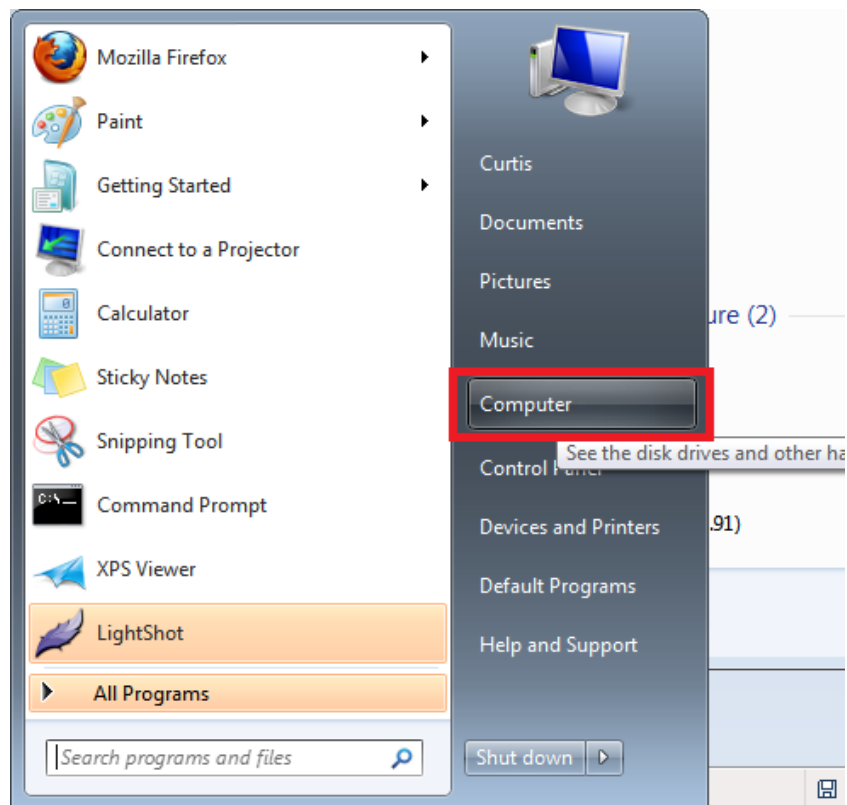 Mozilla Firefox
Paint
Getting Started
Connect to a Projector
Calculator
Sticky Notes
Snipping Tool
C:\
Command Prompt
XPS Viewer
LightShot
All Programs
Search programs and files
Curtis
Documents
Pictures
Music
Computer
See the disk drives and other ha
Control Panel
Devices and Printers
Default Programs
Help and Support
Shut down
ure (2)
.91)